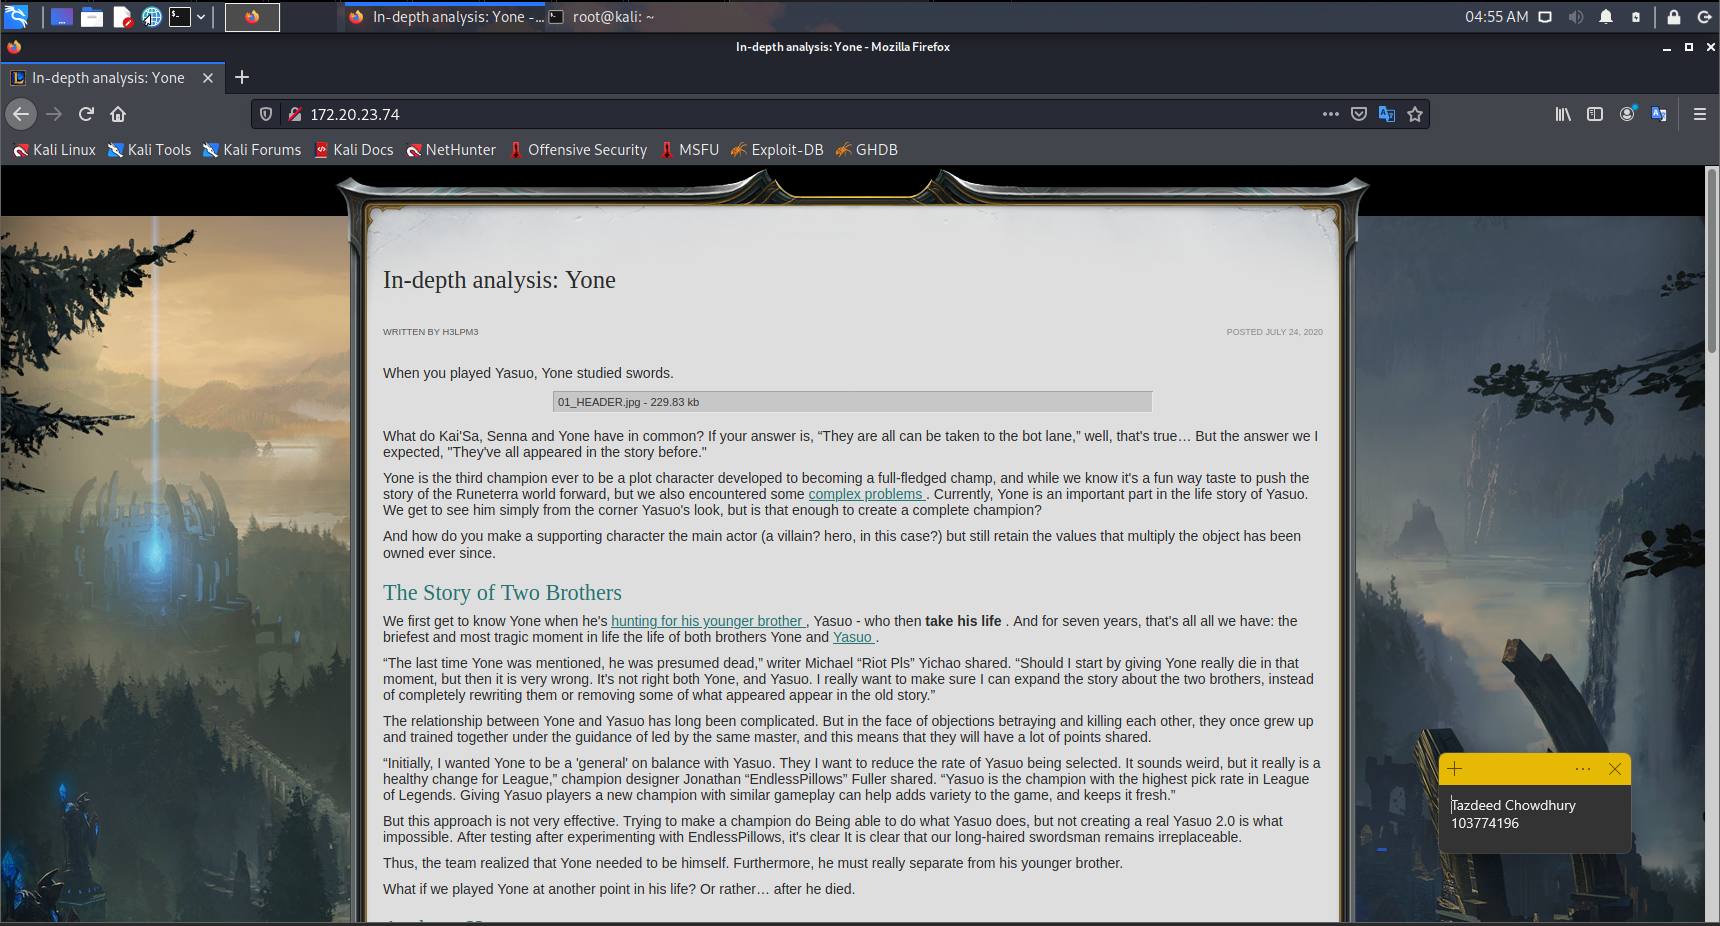 In-depth analysis: Yone -...
root@kali: ~
04:55 AM
In-depth analysis: Yone - Mozilla Firefox
In-depth analysis: Yone
172.20.23.74
Kali Linux Kali Tools Kali Forums Kali Docs NetHunter Offensive Security MSFU Exploit-DB GHDB
In-depth analysis: Yone
WRITTEN BY H3LPM3
POSTED JULY 24, 2020
When you played Yasuo, Yone studied swords.
01_HEADER.jpg - 229.83 kb
What do Kai'Sa, Senna and Yone have in common? If your answer is, “They are all can be taken to the bot lane,” well, that's true… But the answer we I
expected, "They've all appeared in the story before."
Yone is the third champion ever to be a plot character developed to becoming a full-fledged champ, and while we know it's a fun way taste to push the
story of the Runeterra world forward, but we also encountered some complex problems . Currently, Yone is an important part in the life story of Yasuo.
We get to see him simply from the corner Yasuo's look, but is that enough to create a complete champion?
And how do you make a supporting character the main actor (a villain? hero, in this case?) but still retain the values that multiply the object has been
owned ever since.
The Story of Two Brothers
We first get to know Yone when he's hunting for his younger brother , Yasuo - who then take his life . And for seven years, that's all all we have: the
briefest and most tragic moment in life the life of both brothers Yone and Yasuo .
“The last time Yone was mentioned, he was presumed dead,” writer Michael “Riot Pls” Yichao shared. “Should I start by giving Yone really die in that
moment, but then it is very wrong. It's not right both Yone, and Yasuo. I really want to make sure I can expand the story about the two brothers, instead
of completely rewriting them or removing some of what appeared appear in the old story.”
The relationship between Yone and Yasuo has long been complicated. But in the face of objections betraying and killing each other, they once grew up
and trained together under the guidance of led by the same master, and this means that they will have a lot of points shared.
“Initially, I wanted Yone to be a 'general' on balance with Yasuo. They I want to reduce the rate of Yasuo being selected. It sounds weird, but it really is a
healthy change for League,” champion designer Jonathan “EndlessPillows” Fuller shared. “Yasuo is the champion with the highest pick rate in League
of Legends. Giving Yasuo players a new champion with similar gameplay can help adds variety to the game, and keeps it fresh.”
But this approach is not very effective. Trying to make a champion do Being able to do what Yasuo does, but not creating a real Yasuo 2.0 is what
impossible. After testing after experimenting with EndlessPillows, it's clear It is clear that our long-haired swordsman remains irreplaceable.
Thus, the team realized that Yone needed to be himself. Furthermore, he must really separate from his younger brother.
What if we played Yone at another point in his life? Or rather… after he died.
Tazdeed Chowdhury
103774196